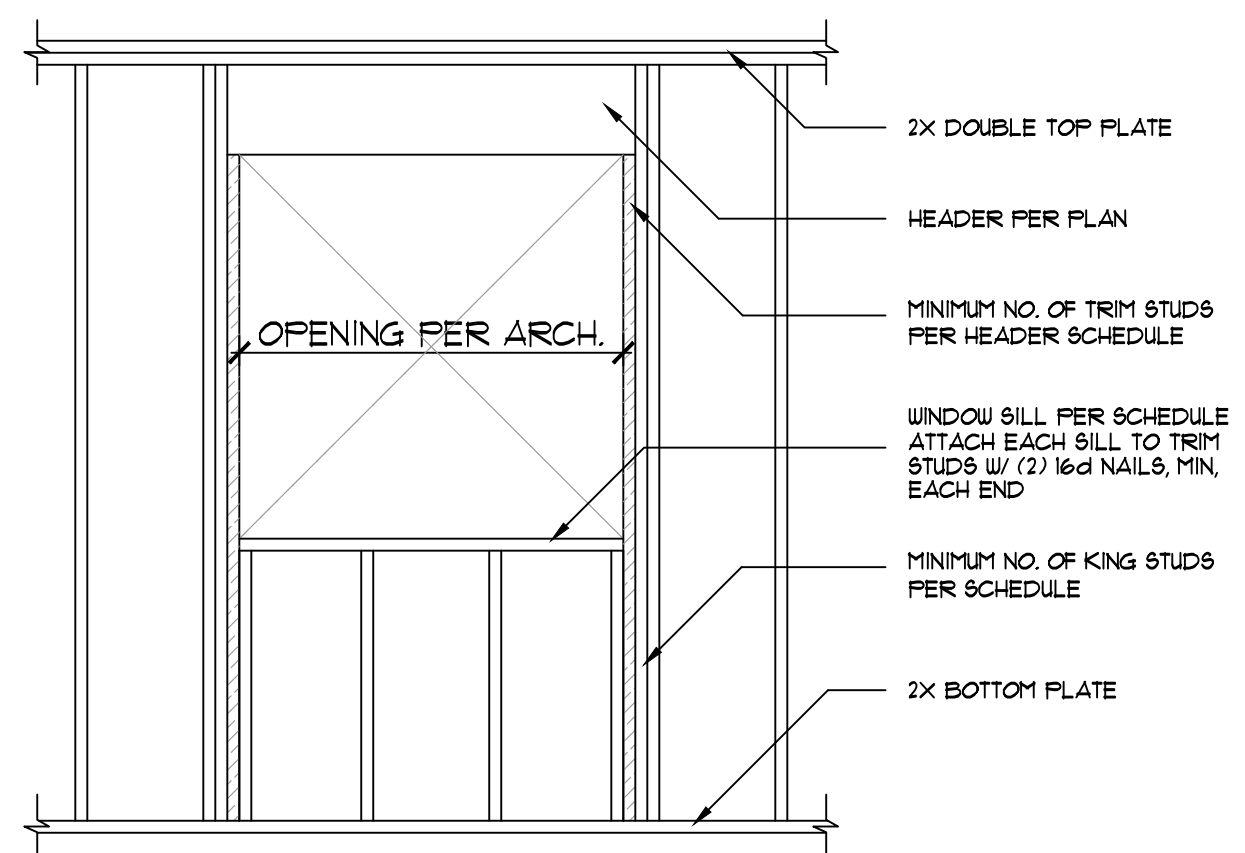 2X DOUBLE TOP PLATE
HEADER PER PLAN
MINIMUM NO. OF TRIM STUDS
PER HEADER SCHEDULE
OPENING PER ARCH.
WINDOW SILL PER SCHEDULE
ATTACH EACH SILL TO TRIM
STUDS W/ (2) 16d NAILS, MIN,
EACH END
MINIMUM NO. OF KING STUDS
PER SCHEDULE
2X BOTTOM PLATE